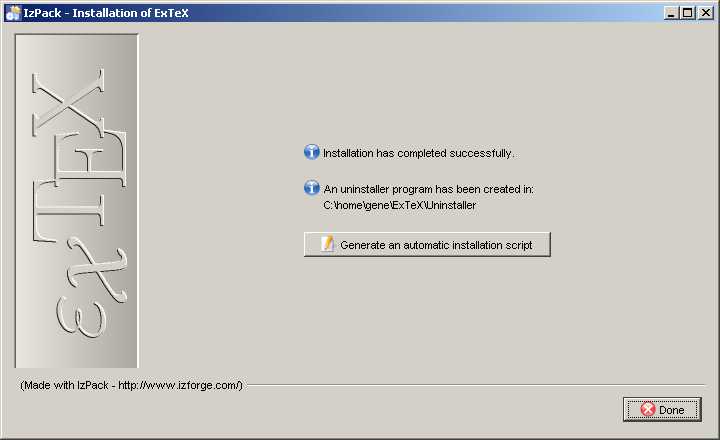 IzPack - Installation of ExTeX
εχTEX
Installation has completed successfully.
An uninstaller program has been created in:
C:\home\gene\ExTeX\Uninstaller
Generate an automatic installation script
(Made with IzPack - http://www.izforge.com/)
Done